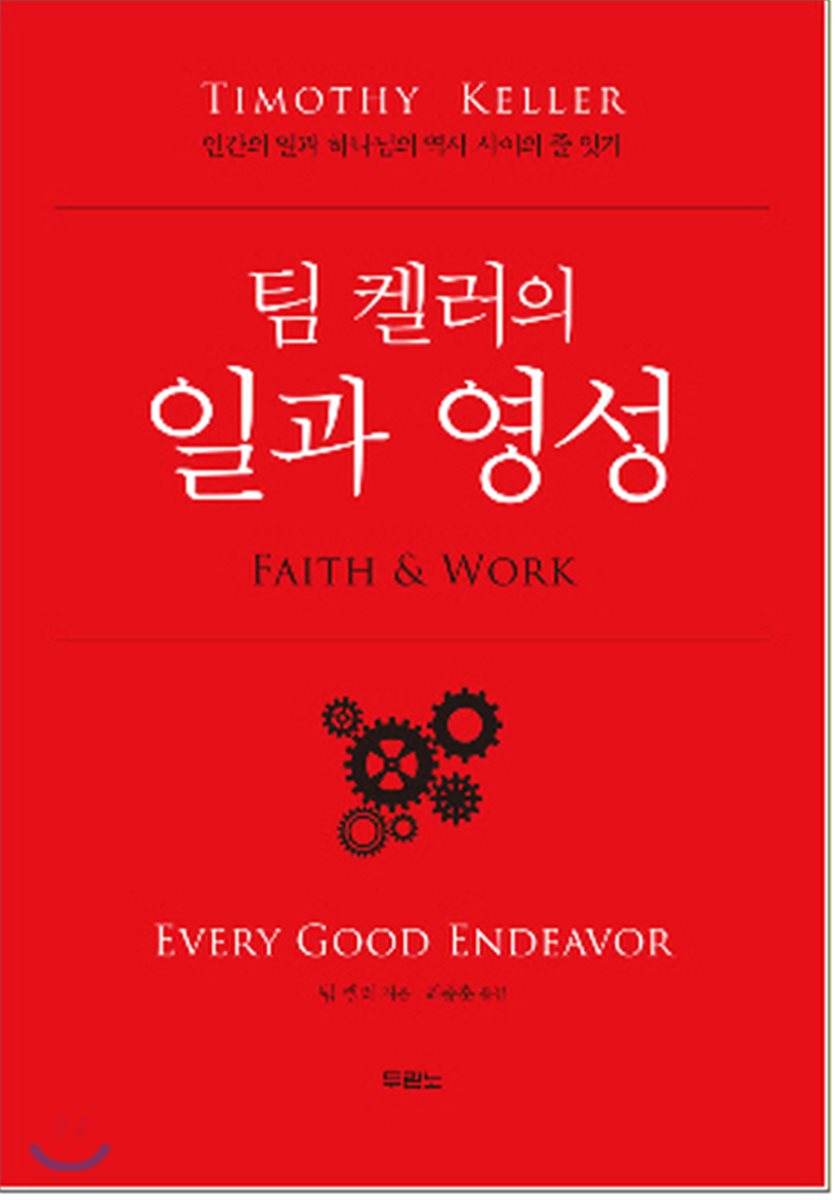 TIMOTHY KELLER
인간의 일과 하나님의 역사 사이의 줄 잇기
팀 켈러의
일과 영성
FAITH & WORK
EVERY GOOD ENDEAVOR
팀 켈러 지음 옮김
두란노